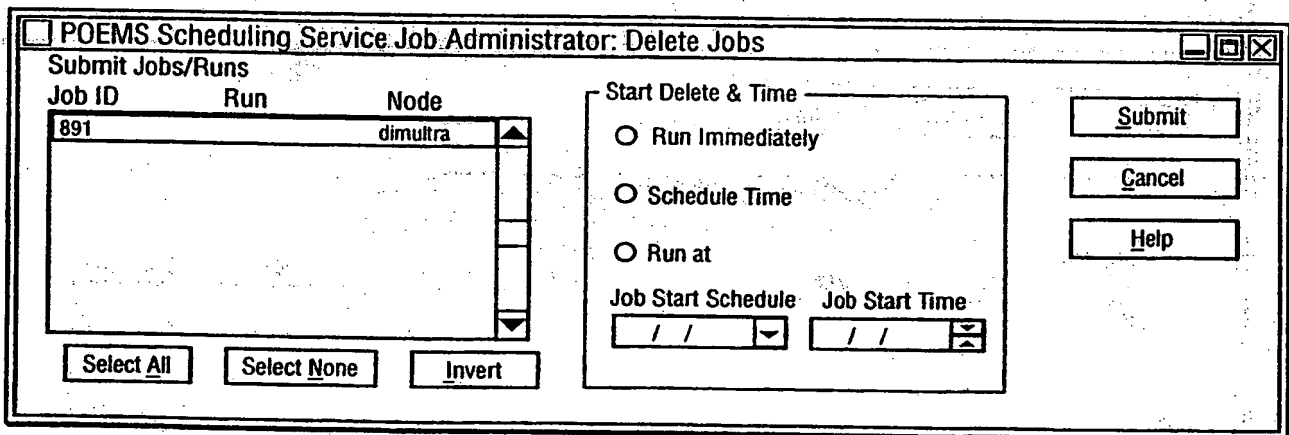 POEMS Scheduling Service Job Administrator: Delete Jobs
Submit Jobs/Runs
Job ID Run Node
891 dimultra
Select All Select None Invert
Start Delete & Time
Run Immediately
Schedule Time
Run at
Job Start Schedule Job Start Time
/ / / /
Submit
Cancel
Help